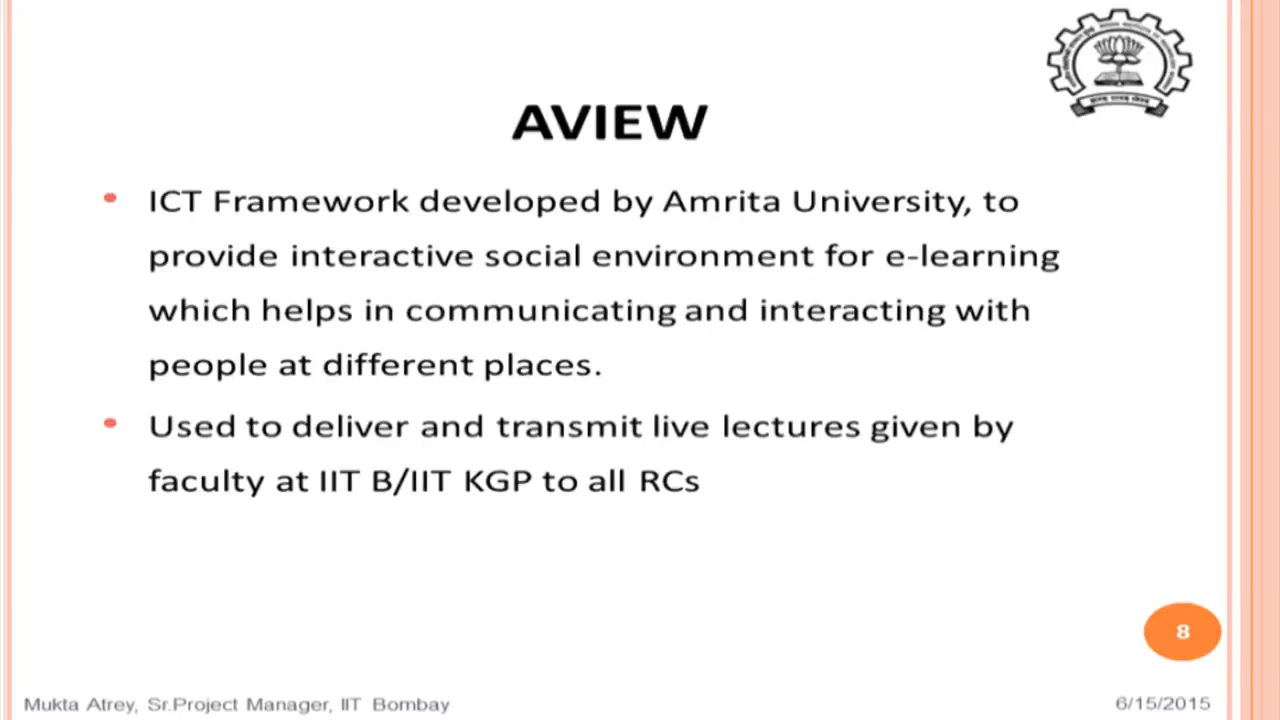 AVIEW
• ICT Framework developed by Amrita University, to
provide interactive social environment for e-learning
which helps in communicating and interacting with
people at different places.
• Used to deliver and transmit live lectures given by
faculty at IIT B/IIT KGP to all RCs
8
Mukta Atrey, Sr.Project Manager, IIT Bombay
6/15/2015